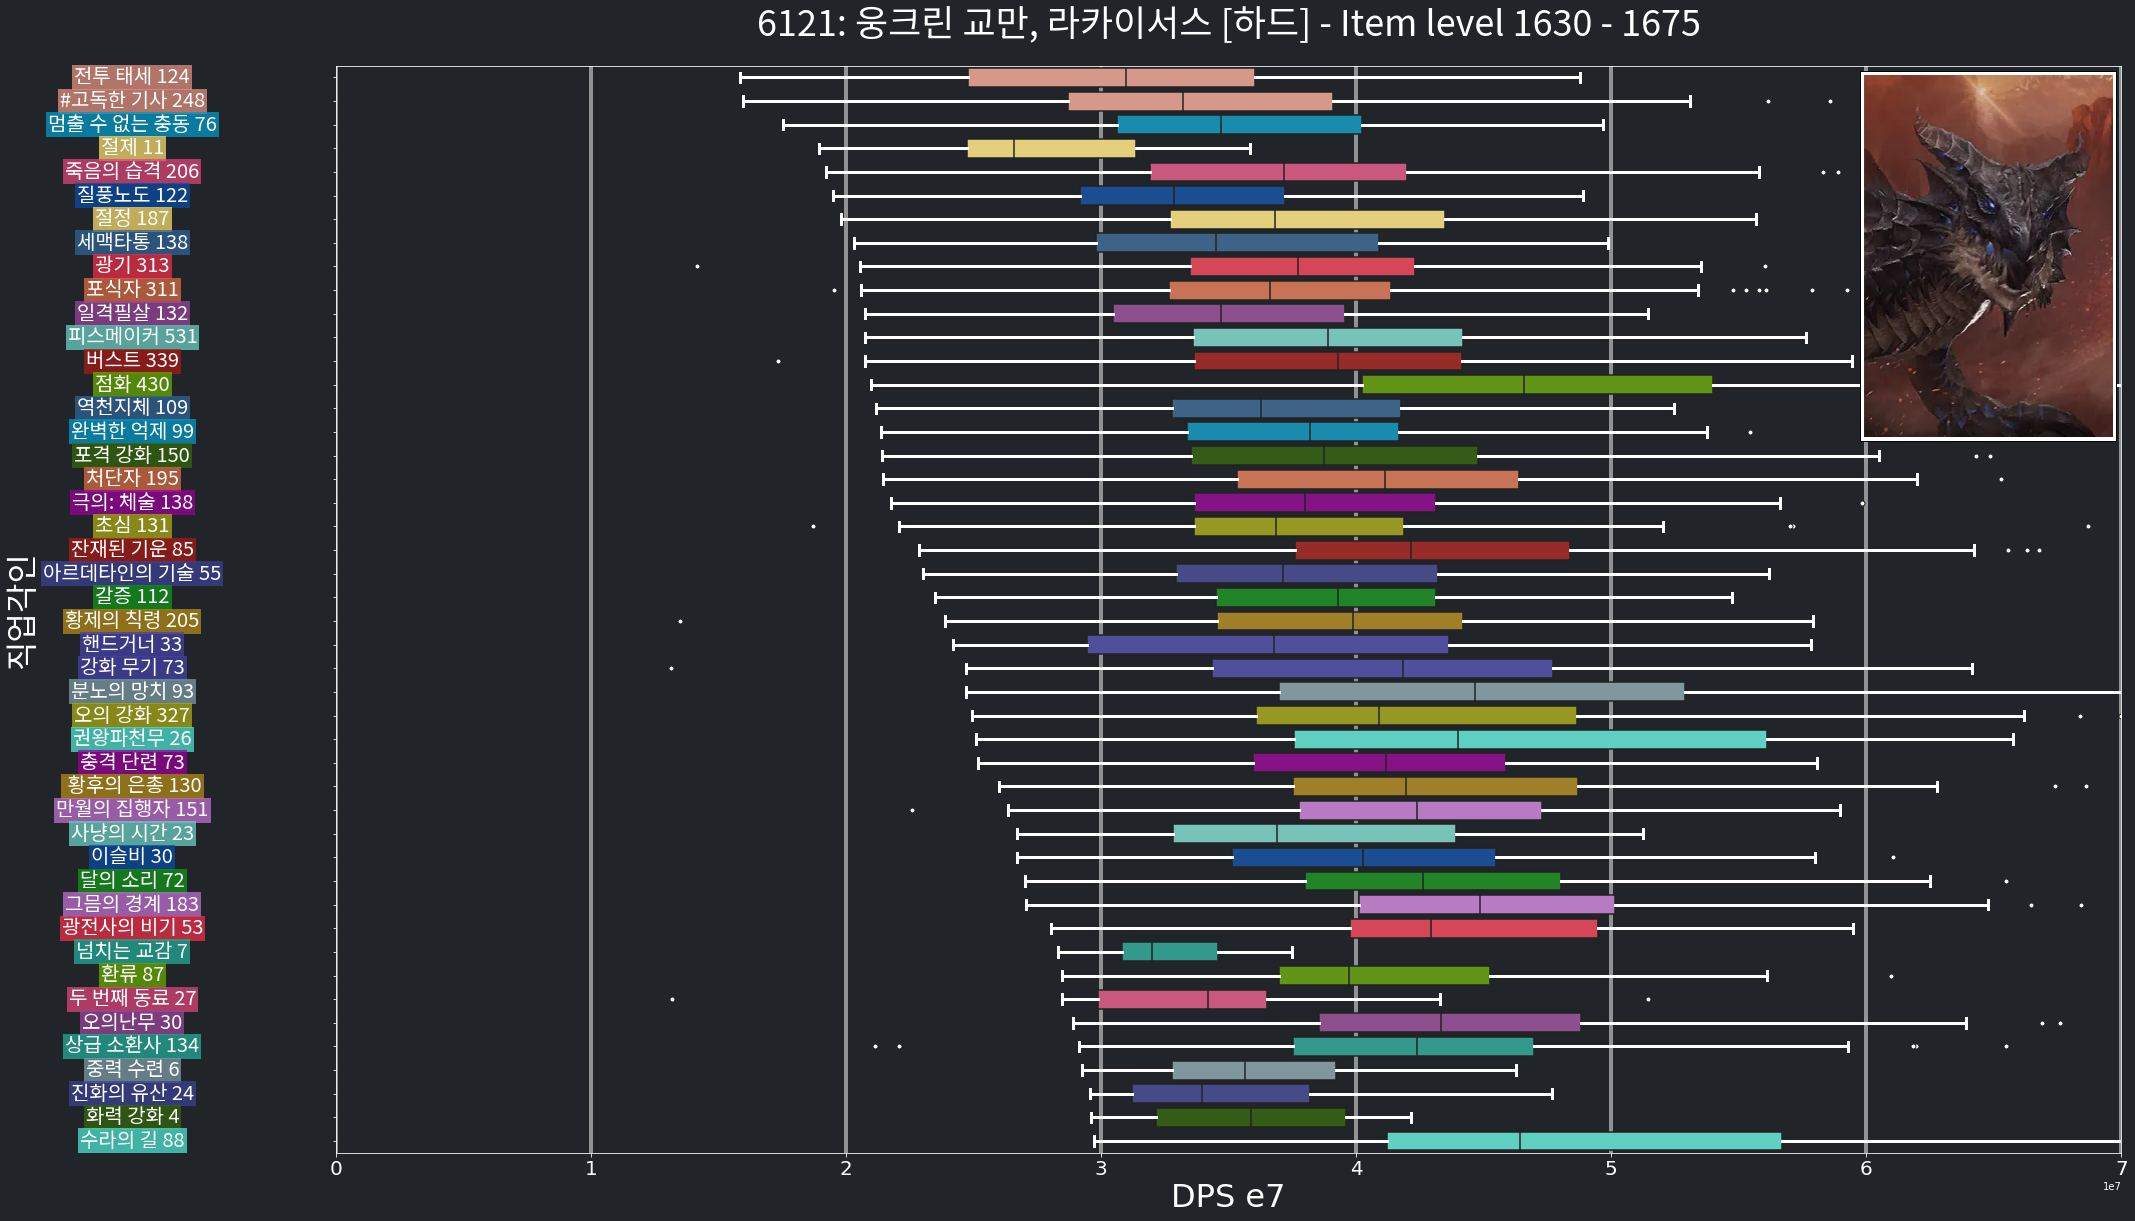 6121: 웅크린 교만, 라카이서스 [하드] - Item level 1630 - 1675
직업각인
전투 태세 124
#고독한 기사 248
멈출 수 없는 충동 76
절제 11
죽음의 습격 206
질풍노도 122
절정 187
세맥타통 138
광기 313
포식자 311
일격필살 132
피스메이커 531
버스트 339
점화 430
역천지체 109
완벽한 억제 99
포격 강화 150
처단자 195
극의: 체술 138
초심 131
잔재된 기운 85
아르데타인의 기술 55
갈증 112
황제의 칙령 205
핸드거너 33
강화 무기 73
분노의 망치 93
오의 강화 327
권왕파천무 26
충격 단련 73
황후의 은총 130
만월의 집행자 151
사냥의 시간 23
이슬비 30
달의 소리 72
그믐의 경계 183
광전사의 비기 53
넘치는 교감 7
환류 87
두 번째 동료 27
오의난무 30
상급 소환사 134
중력 수련 6
진화의 유산 24
화력 강화 4
수라의 길 88
0 1 2 3 4 5 6 7
1e7
DPS e7